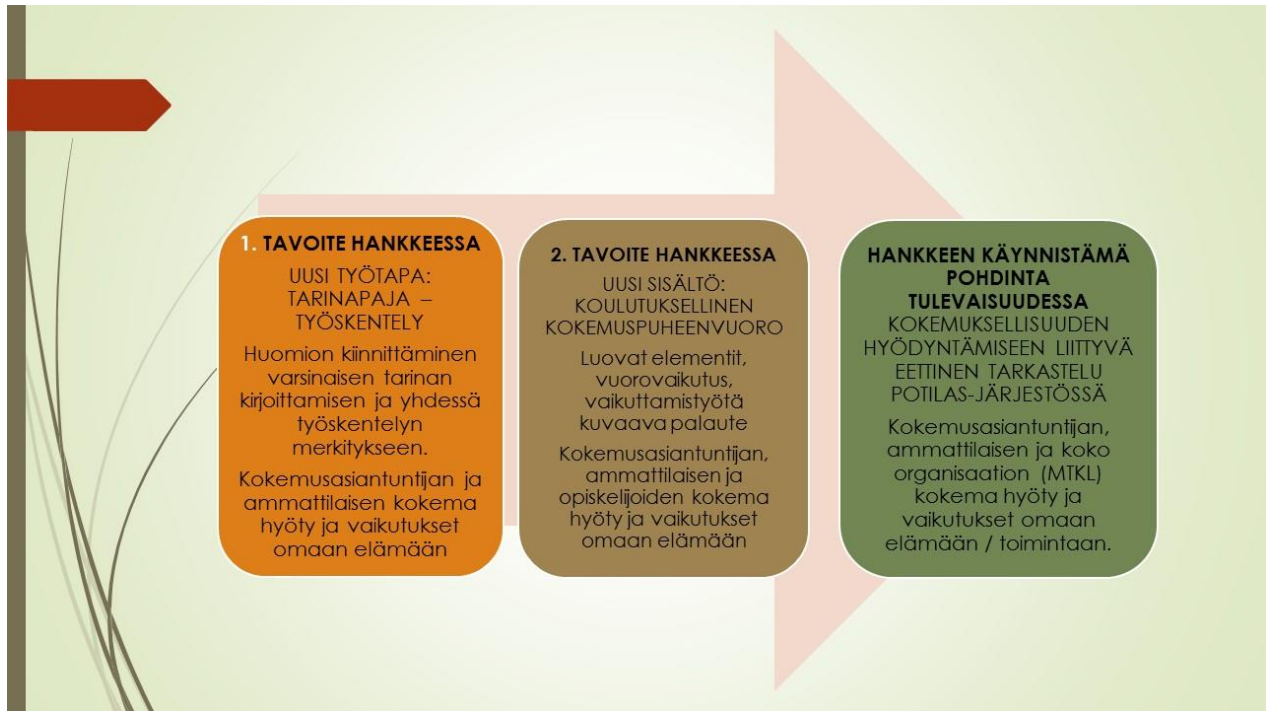 1. TAVOITE HANKKEESSA
UUSI TYÖTAPA:
TARINAPAJA –
TYÖSKENTELY
Huomion kiinnittäminen
varsinaisen tarinan
kirjoittamisen ja yhdessä
työskentelyn
merkitykseen.
Kokemusasiantuntijan ja
ammattilaisen kokema
hyöty ja vaikutukset
omaan elämään
2. TAVOITE HANKKEESSA
UUSI SISÄLTÖ:
KOULUTUKSELLINEN
KOKEMUSPUHEENVUORO
Luovat elementit,
vuorovaikutus,
vaikuttamistyötä
kuvaava palaute
Kokemusasiantuntijan,
ammattilaisen ja
opiskelijoiden kokema
hyöty ja vaikutukset
omaan elämään
HANKKEEN KÄYNNISTÄMÄ
POHDINTA
TULEVAISUUDESSA
KOKEMUKSELLISUUDEN
HYÖDYNTÄMISEEN LIITTYVÄ
EETTINEN TARKASTELU
POTILAS-JÄRJESTÖSSÄ
Kokemusasiantuntijan,
ammattilaisen ja koko
organisaation (MTKL)
kokema hyöty ja
vaikutukset omaan
elämään / toimintaan.